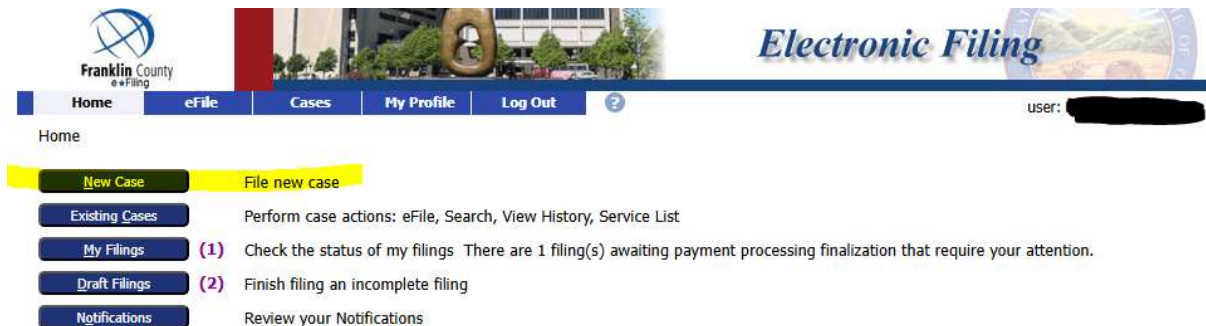 Franklin County
e★Filing
Electronic Filing
Home eFile Cases My Profile Log Out ? user:
Home
New Case File new case
Existing Cases Perform case actions: eFile, Search, View History, Service List
My Filings (1) Check the status of my filings There are 1 filing(s) awaiting payment processing finalization that require your attention.
Draft Filings (2) Finish filing an incomplete filing
Notifications Review your Notifications